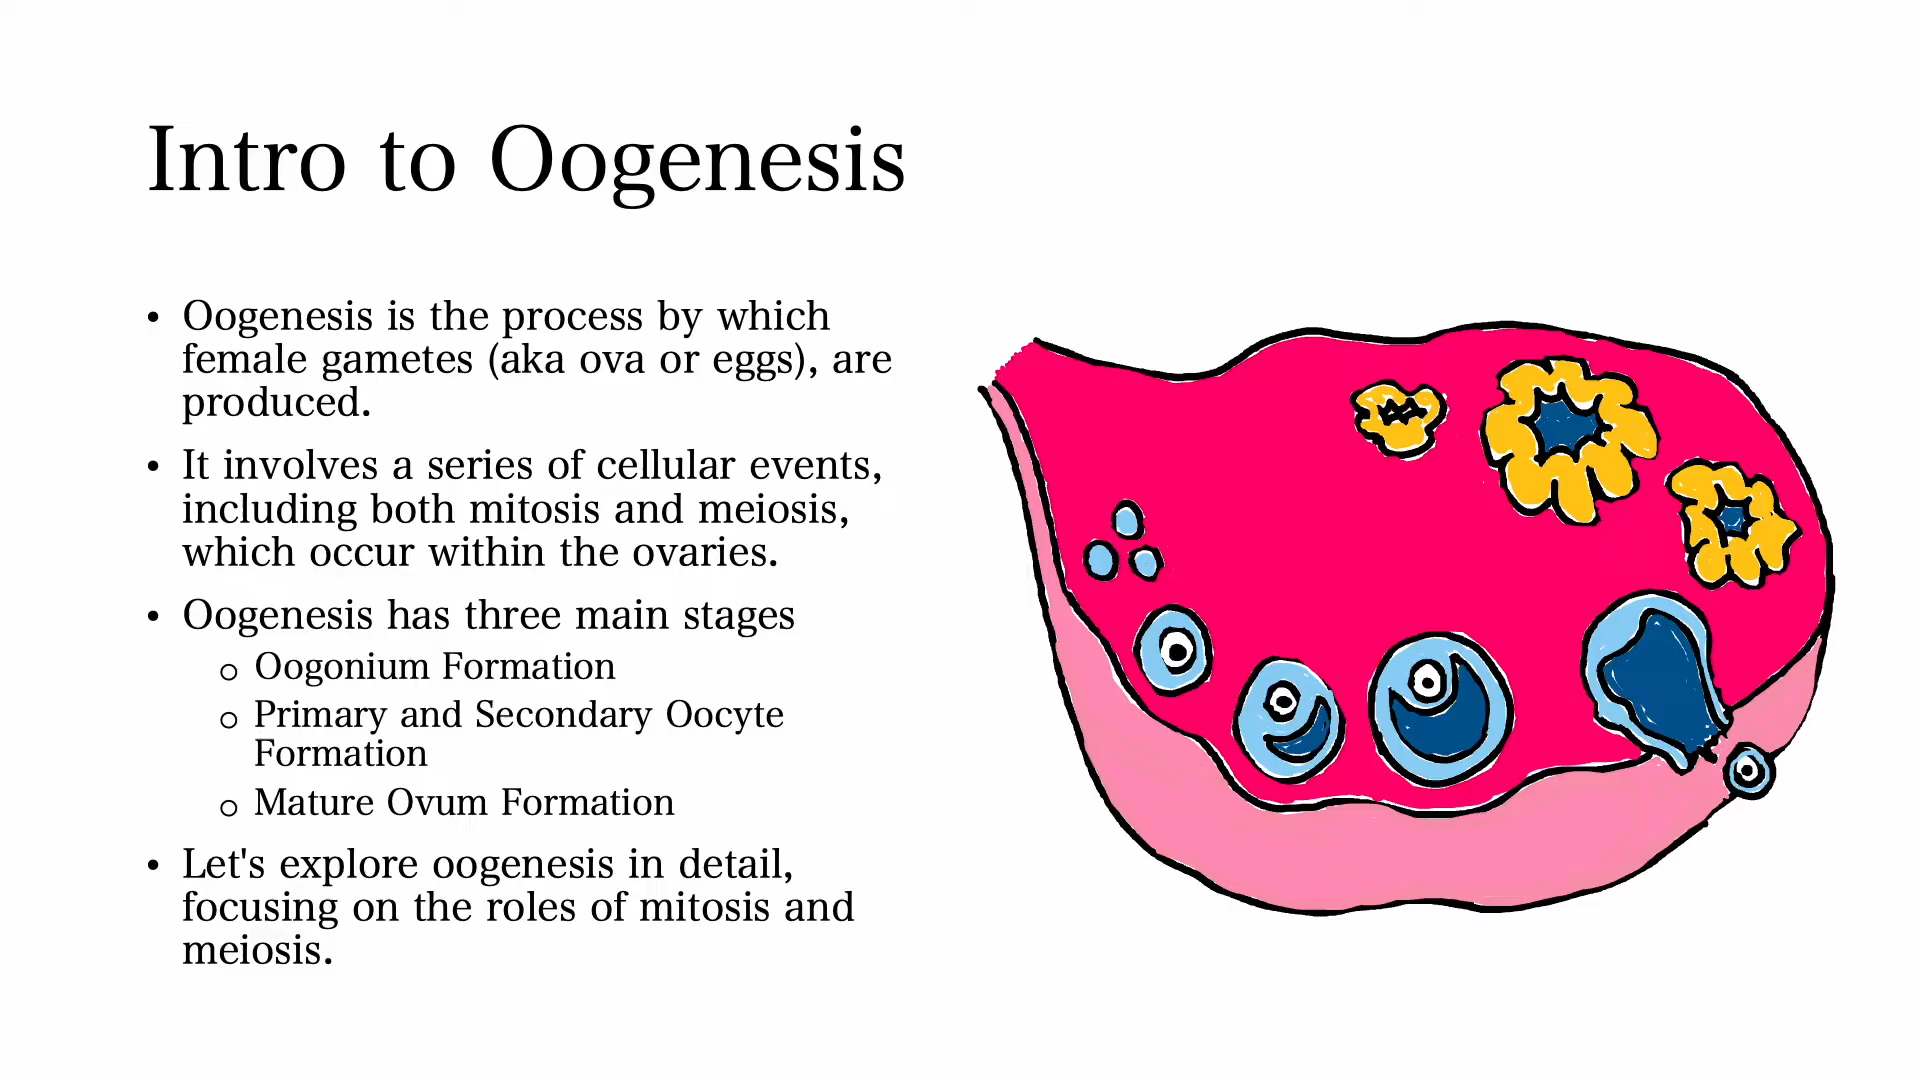 Intro to Oogenesis
• Oogenesis is the process by which
female gametes (aka ova or eggs), are
produced.
• It involves a series of cellular events,
including both mitosis and meiosis,
which occur within the ovaries.
• Oogenesis has three main stages
o Oogonium Formation
o Primary and Secondary Oocyte
Formation
o Mature Ovum Formation
• Let's explore oogenesis in detail,
focusing on the roles of mitosis and
meiosis.